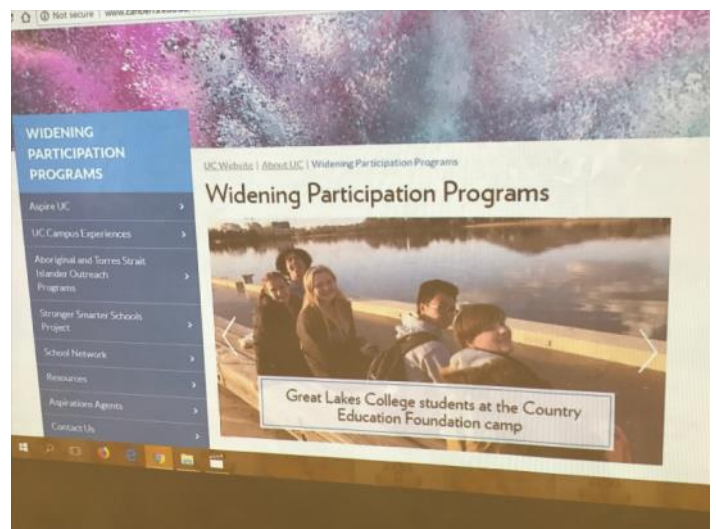 Not secure
WIDENING
PARTICIPATION
PROGRAMS
Aspire UC
UC Campus Experiences
Aboriginal and Torres Strait
Islander Outreach
Programs
Stronger Smarter Schools
Project
School Network
Resources
Aspirations Agents
Contact Us
UC Website | About UC | Widening Participation Programs
Widening Participation Programs
Great Lakes College students at the Country
Education Foundation camp